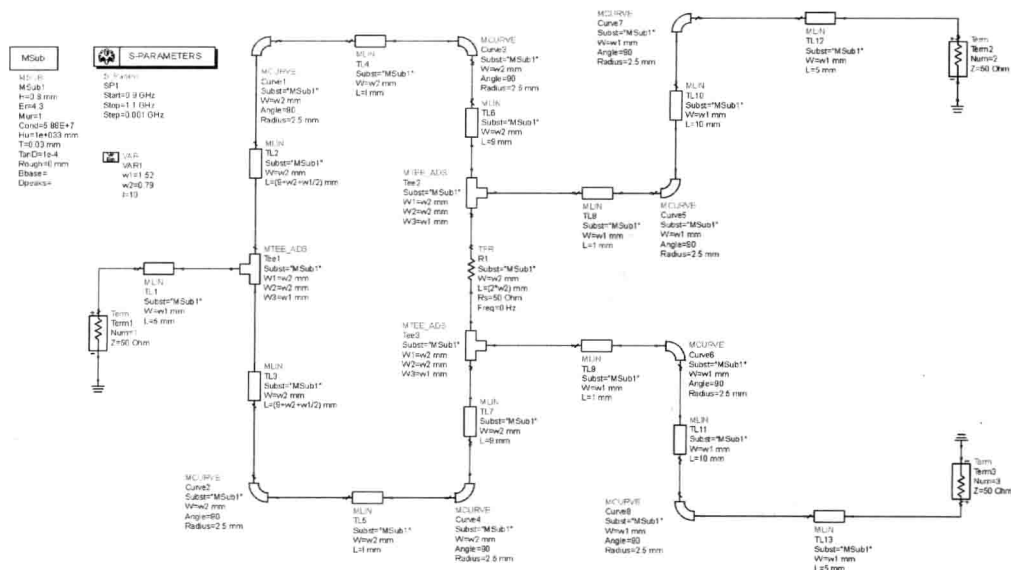 MSub
MSUB
MSub1
H=0.8 mm
Er=4.3
Mur=1
Cond=5.88E+7
Hu=1e+033 mm
T=0.03 mm
TanD=1e-4
Rough=0 mm
Bbase=
Dpeaks=
S-PARAMETERS
S_Param
SP1
Start=0.9 GHz
Stop=1.1 GHz
Step=0.001 GHz
VAR
VAR1
w1=1.52
w2=0.79
l=10
Term
Term1
Num=1
Z=50 Ohm
MLIN
TL1
Subst="MSub1"
W=w1 mm
L=5 mm
MTEE_ADS
Tee1
Subst="MSub1"
W1=w2 mm
W2=w2 mm
W3=w1 mm
MLIN
TL2
Subst="MSub1"
W=w2 mm
L=(9+w2+w1/2) mm
MCURVE
Curve1
Subst="MSub1"
W=w2 mm
Angle=90
Radius=2.5 mm
MLIN
TL4
Subst="MSub1"
W=w2 mm
L=l mm
MCURVE
Curve3
Subst="MSub1"
W=w2 mm
Angle=90
Radius=2.5 mm
MLIN
TL6
Subst="MSub1"
W=w2 mm
L=9 mm
MTEE_ADS
Tee2
Subst="MSub1"
W1=w2 mm
W2=w2 mm
W3=w1 mm
TFR
R1
Subst="MSub1"
W=w2 mm
L=(2*w2) mm
Rs=50 Ohm
Freq=0 Hz
MTEE_ADS
Tee3
Subst="MSub1"
W1=w2 mm
W2=w2 mm
W3=w1 mm
MLIN
TL3
Subst="MSub1"
W=w2 mm
L=(9+w2+w1/2) mm
MCURVE
Curve2
Subst="MSub1"
W=w2 mm
Angle=90
Radius=2.5 mm
MLIN
TL5
Subst="MSub1"
W=w2 mm
L=l mm
MCURVE
Curve4
Subst="MSub1"
W=w2 mm
Angle=90
Radius=2.5 mm
MLIN
TL7
Subst="MSub1"
W=w2 mm
L=9 mm
MLIN
TL8
Subst="MSub1"
W=w1 mm
L=1 mm
MCURVE
Curve5
Subst="MSub1"
W=w1 mm
Angle=90
Radius=2.5 mm
MLIN
TL10
Subst="MSub1"
W=w1 mm
L=10 mm
MCURVE
Curve7
Subst="MSub1"
W=w1 mm
Angle=90
Radius=2.5 mm
MLIN
TL12
Subst="MSub1"
W=w1 mm
L=5 mm
Term
Term2
Num=2
Z=50 Ohm
MLIN
TL9
Subst="MSub1"
W=w1 mm
L=1 mm
MCURVE
Curve6
Subst="MSub1"
W=w1 mm
Angle=90
Radius=2.5 mm
MLIN
TL11
Subst="MSub1"
W=w1 mm
L=10 mm
MCURVE
Curve8
Subst="MSub1"
W=w1 mm
Angle=90
Radius=2.5 mm
MLIN
TL13
Subst="MSub1"
W=w1 mm
L=5 mm
Term
Term3
Num=3
Z=50 Ohm